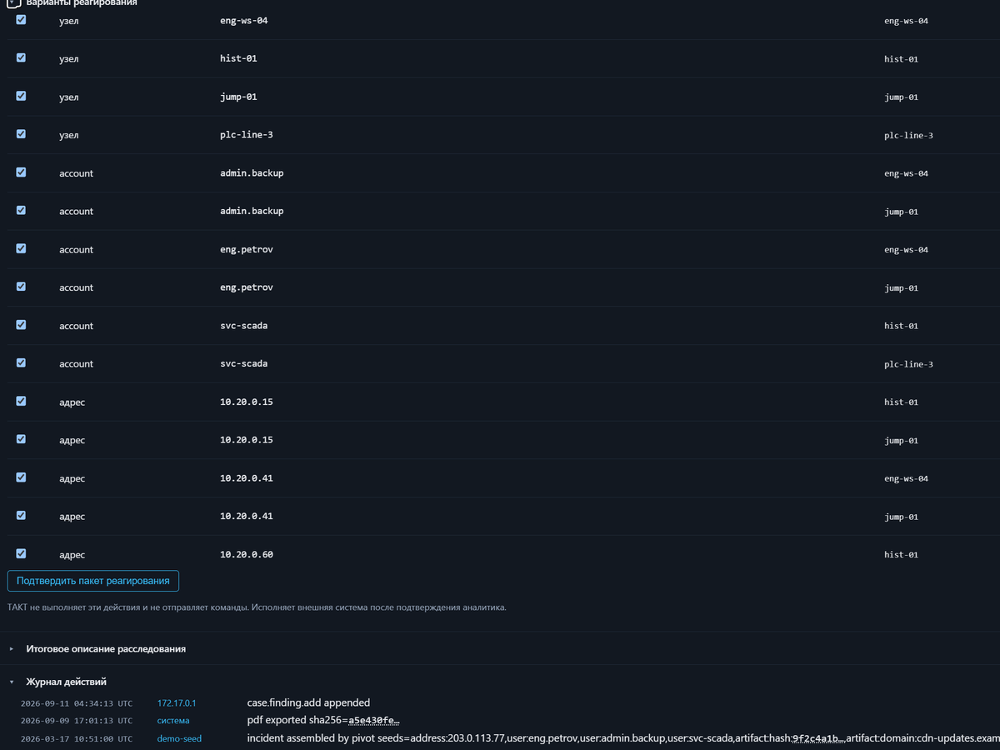 Варианты реагирования
узел eng-ws-04 eng-ws-04
узел hist-01 hist-01
узел jump-01 jump-01
узел plc-line-3 plc-line-3
account admin.backup eng-ws-04
account admin.backup jump-01
account eng.petrov eng-ws-04
account eng.petrov jump-01
account svc-scada hist-01
account svc-scada plc-line-3
адрес 10.20.0.15 hist-01
адрес 10.20.0.15 jump-01
адрес 10.20.0.41 eng-ws-04
адрес 10.20.0.41 jump-01
адрес 10.20.0.60 hist-01
Подтвердить пакет реагирования
ТАКТ не выполняет эти действия и не отправляет команды. Исполняет внешняя система после подтверждения аналитика.
Итоговое описание расследования
Журнал действий
2026-09-11 04:34:13 UTC 172.17.0.1 case.finding.add appended
2026-09-09 17:01:13 UTC система pdf exported sha256=a5e430fe…
2026-03-17 10:51:00 UTC demo-seed incident assembled by pivot seeds=address:203.0.113.77,user:eng.petrov,user:admin.backup,user:svc-scada,artifact:hash:9f2c4a1b…,artifact:domain:cdn-updates.exam